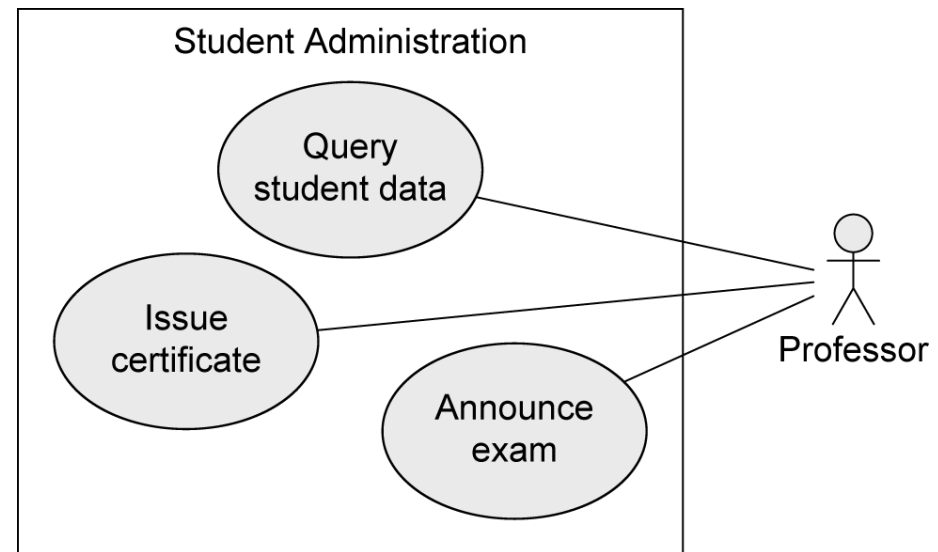 Student Administration
Query
student data
Issue
certificate
Professor
Announce
exam